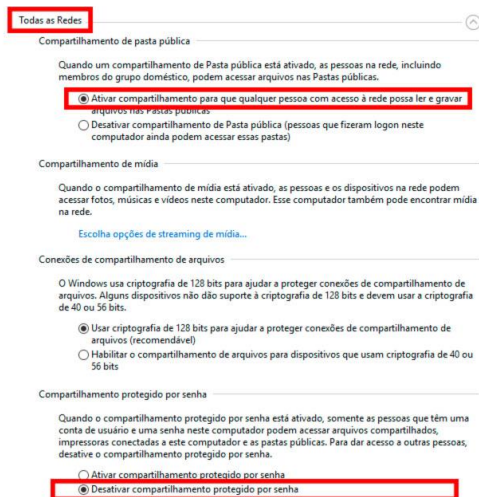 Todas as Redes
Compartilhamento de pasta pública
Quando um compartilhamento de Pasta pública está ativado, as pessoas na rede, incluindo
membros do grupo doméstico, podem acessar arquivos nas Pastas públicas.
Ativar compartilhamento para que qualquer pessoa com acesso à rede possa ler e gravar
arquivos nas Pastas públicas
Desativar compartilhamento de Pasta pública (pessoas que fizeram logon neste
computador ainda podem acessar essas pastas)
Compartilhamento de mídia
Quando o compartilhamento de mídia está ativado, as pessoas e os dispositivos na rede podem
acessar fotos, músicas e vídeos neste computador. Esse computador também pode encontrar mídia
na rede.
Escolha opções de streaming de mídia...
Conexões de compartilhamento de arquivos
O Windows usa criptografia de 128 bits para ajudar a proteger conexões de compartilhamento de
arquivos. Alguns dispositivos não dão suporte à criptografia de 128 bits e devem usar a criptografia
de 40 ou 56 bits.
Usar criptografia de 128 bits para ajudar a proteger conexões de compartilhamento de
arquivos (recomendável)
Habilitar o compartilhamento de arquivos para dispositivos que usam criptografia de 40 ou
56 bits
Compartilhamento protegido por senha
Quando o compartilhamento protegido por senha está ativado, somente as pessoas que têm uma
conta de usuário e uma senha neste computador podem acessar arquivos compartilhados,
impressoras conectadas a este computador e as pastas públicas. Para dar acesso a outras pessoas,
desative o compartilhamento protegido por senha.
Ativar compartilhamento protegido por senha
Desativar compartilhamento protegido por senha